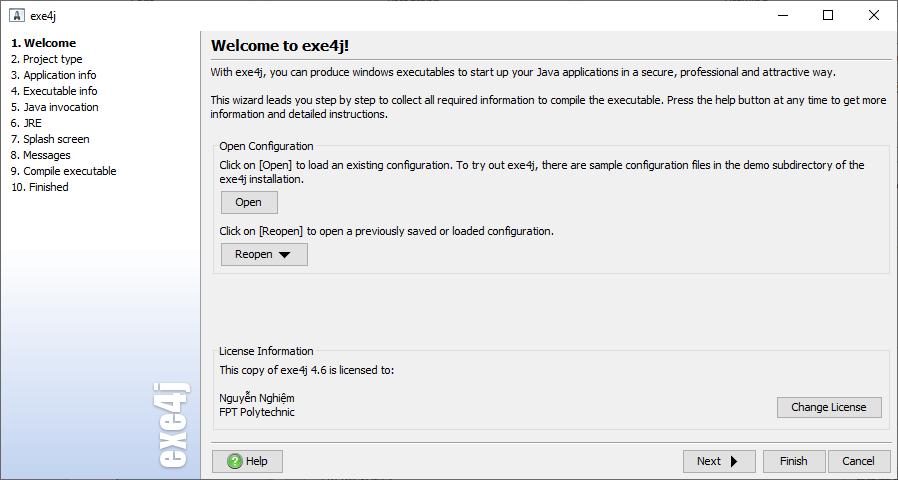 exe4j
1. Welcome
2. Project type
3. Application info
4. Executable info
5. Java invocation
6. JRE
7. Splash screen
8. Messages
9. Compile executable
10. Finished
exe4j
Welcome to exe4j!
With exe4j, you can produce windows executables to start up your Java applications in a secure, professional and attractive way.
This wizard leads you step by step to collect all required information to compile the executable. Press the help button at any time to get more
information and detailed instructions.
Open Configuration
Click on [Open] to load an existing configuration. To try out exe4j, there are sample configuration files in the demo subdirectory of the
exe4j installation.
Open
Click on [Reopen] to open a previously saved or loaded configuration.
Reopen
License Information
This copy of exe4j 4.6 is licensed to:
Nguyễn Nghiệm
FPT Polytechnic
Change License
? Help
Next
Finish
Cancel